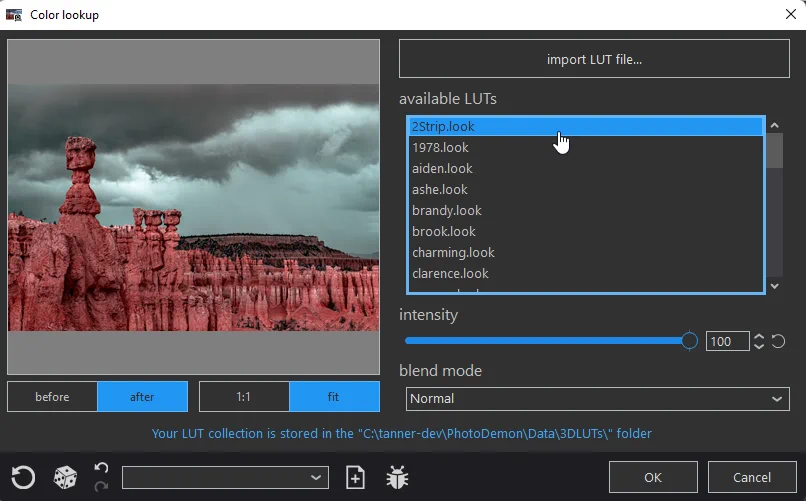 Color lookup
import LUT file...
available LUTs
2Strip.look
1978.look
aiden.look
ashe.look
brandy.look
brook.look
charming.look
clarence.look
intensity
100
blend mode
Normal
before
after
1:1
fit
Your LUT collection is stored in the "C:\tanner-dev\PhotoDemon\Data\3DLUTs\" folder
OK
Cancel